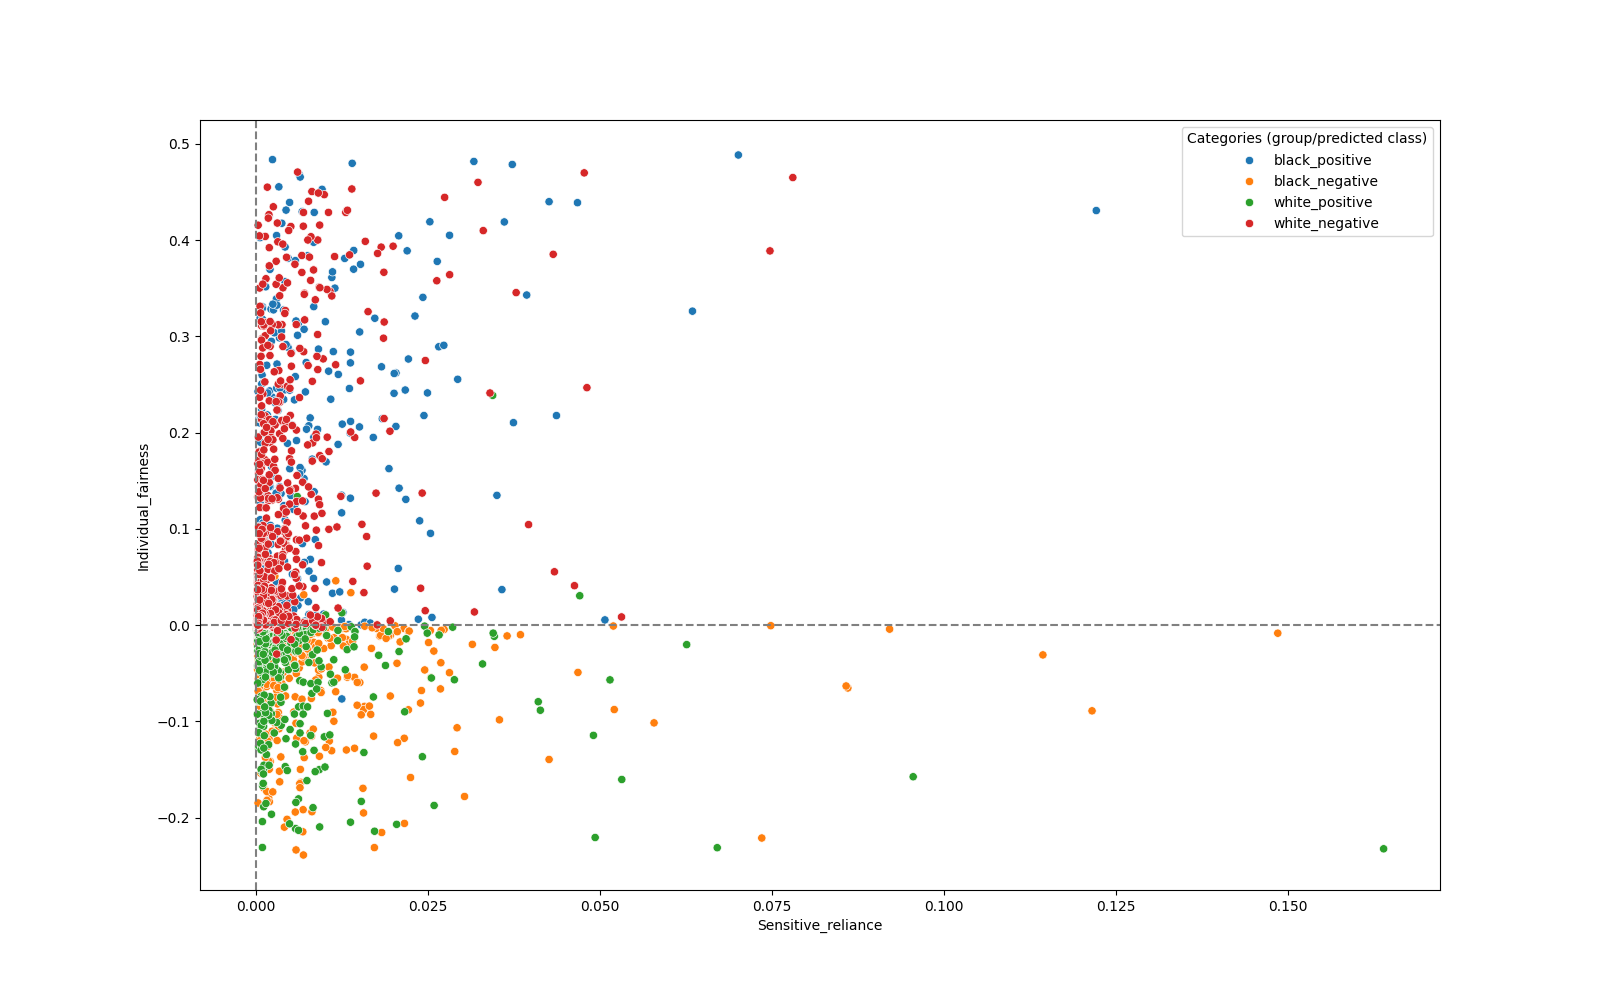 Categories (group/predicted class)
black_positive
black_negative
white_positive
white_negative
0.5
0.4
0.3
0.2
0.1
0.0
−0.1
−0.2
Individual_fairness
0.000
0.025
0.050
0.075
0.100
0.125
0.150
Sensitive_reliance